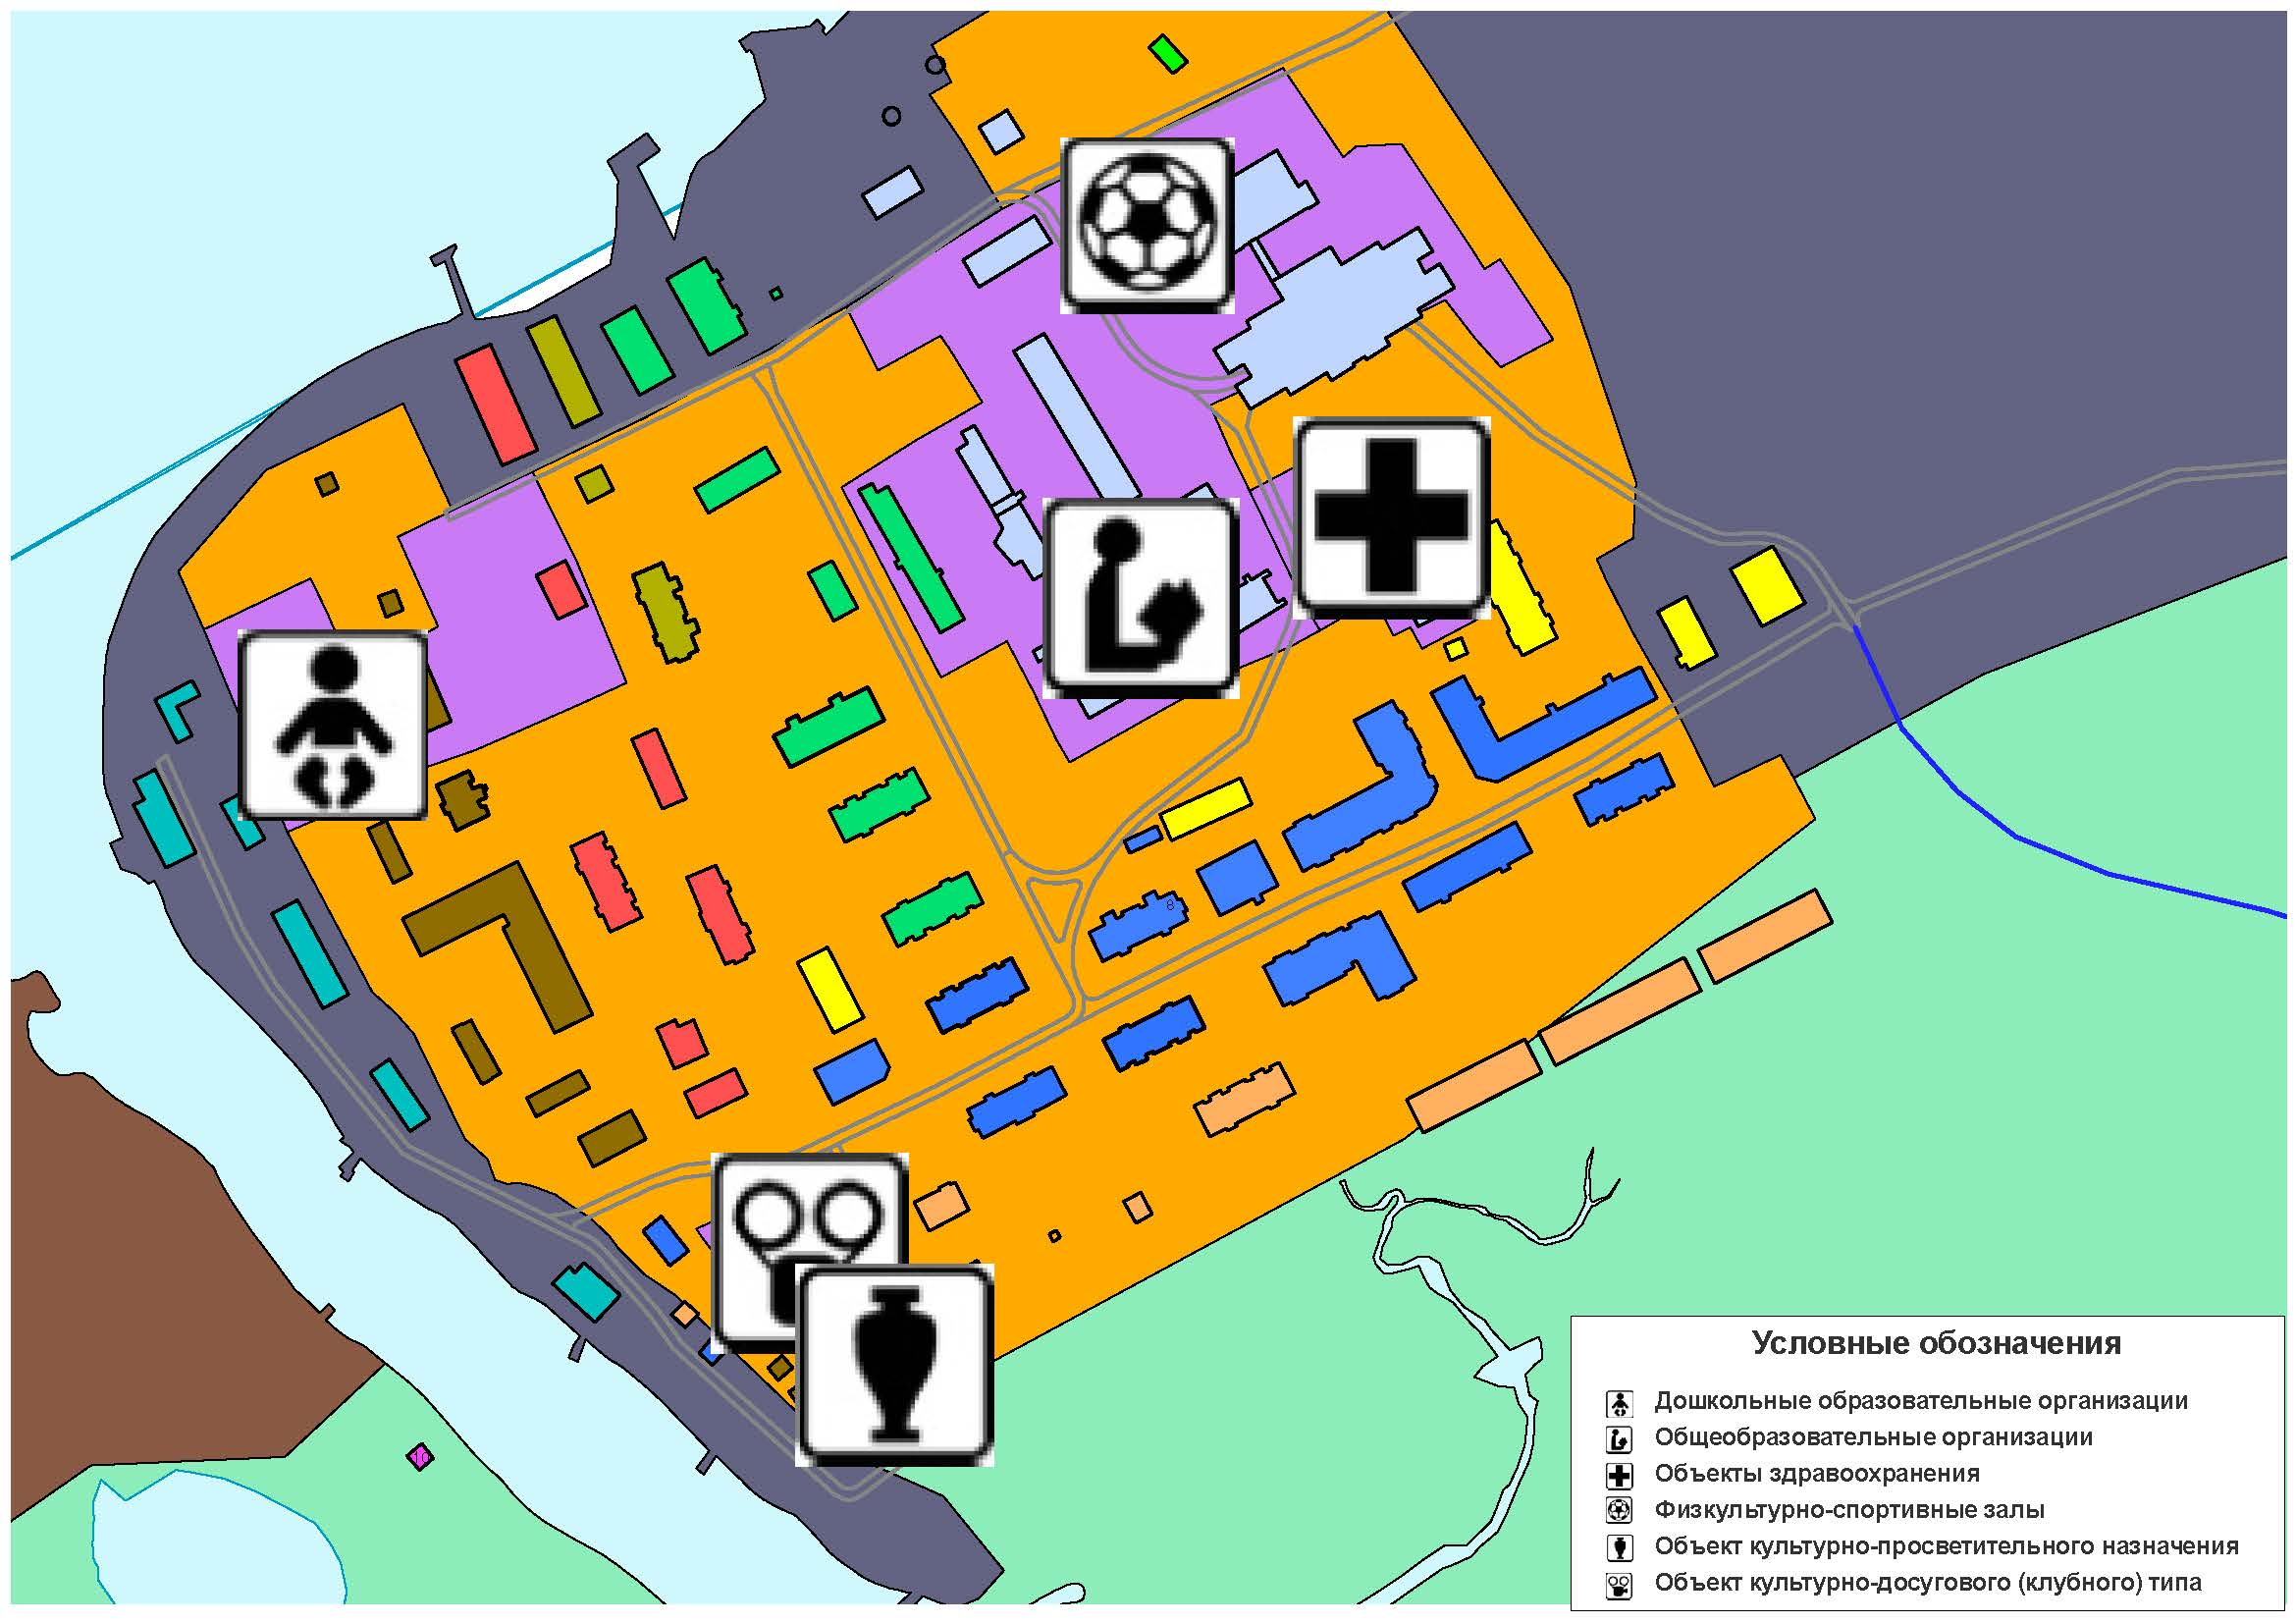 8
Условные обозначения
Дошкольные образовательные организации
Общеобразовательные организации
Объекты здравоохранения
Физкультурно-спортивные залы
Объект культурно-просветительного назначения
Объект культурно-досугового (клубного) типа